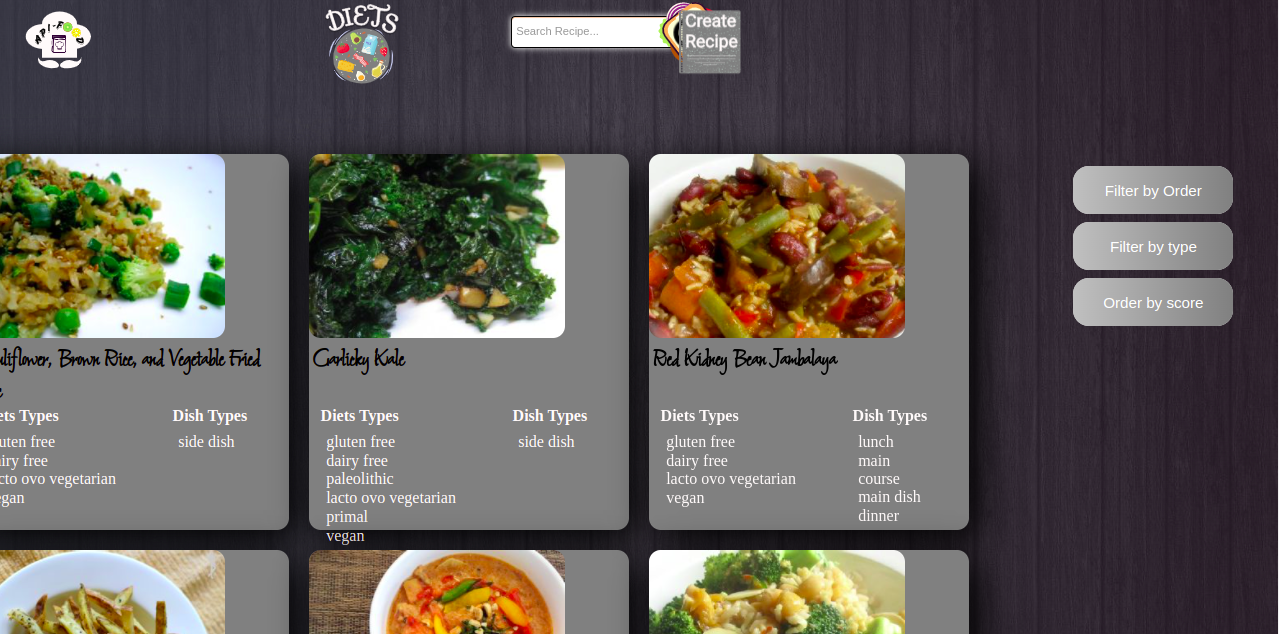 API-FOOD
DIETS
Search Recipe...
Create
Recipe
Filter by Order
Filter by type
Order by score
uliflower, Brown Rice, and Vegetable Fried
Garlicky Kale
Red Kidney Bean Jambalaya
ets Types
Dish Types
uten free
side dish
airy free
cto ovo vegetarian
egan
Diets Types
Dish Types
gluten free
side dish
dairy free
paleolithic
lacto ovo vegetarian
primal
vegan
Diets Types
Dish Types
gluten free
dairy free
lacto ovo vegetarian
vegan
lunch
main
course
main dish
dinner